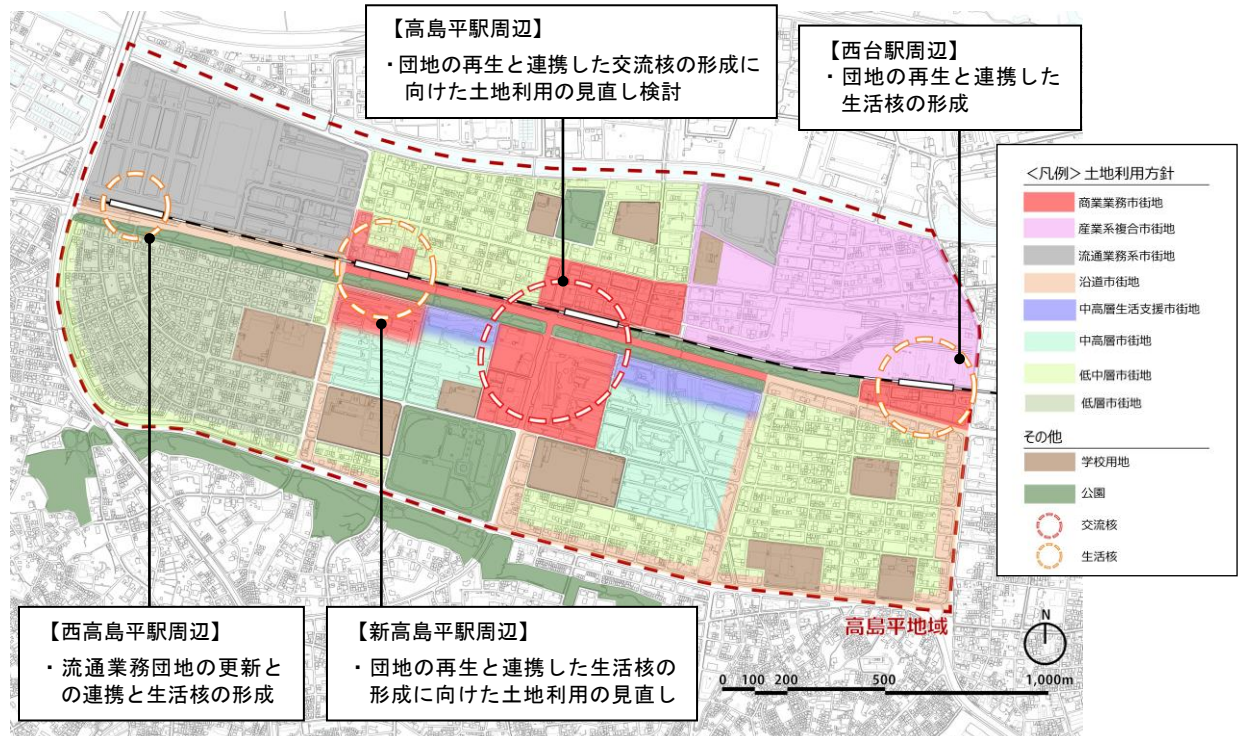 【高島平駅周辺】
・団地の再生と連携した交流核の形成に
向けた土地利用の見直し検討
【西台駅周辺】
・団地の再生と連携した
生活核の形成
<凡例>土地利用方針
商業業務市街地
産業系複合市街地
流通業務系市街地
沿道市街地
中高層生活支援市街地
中高層市街地
低中層市街地
低層市街地
その他
学校用地
公園
交流核
生活核
【西高島平駅周辺】
・流通業務団地の更新と
の連携と生活核の形成
【新高島平駅周辺】
・団地の再生と連携した生活核の
形成に向けた土地利用の見直し
高島平地域
N
0 100 200 500 1,000m